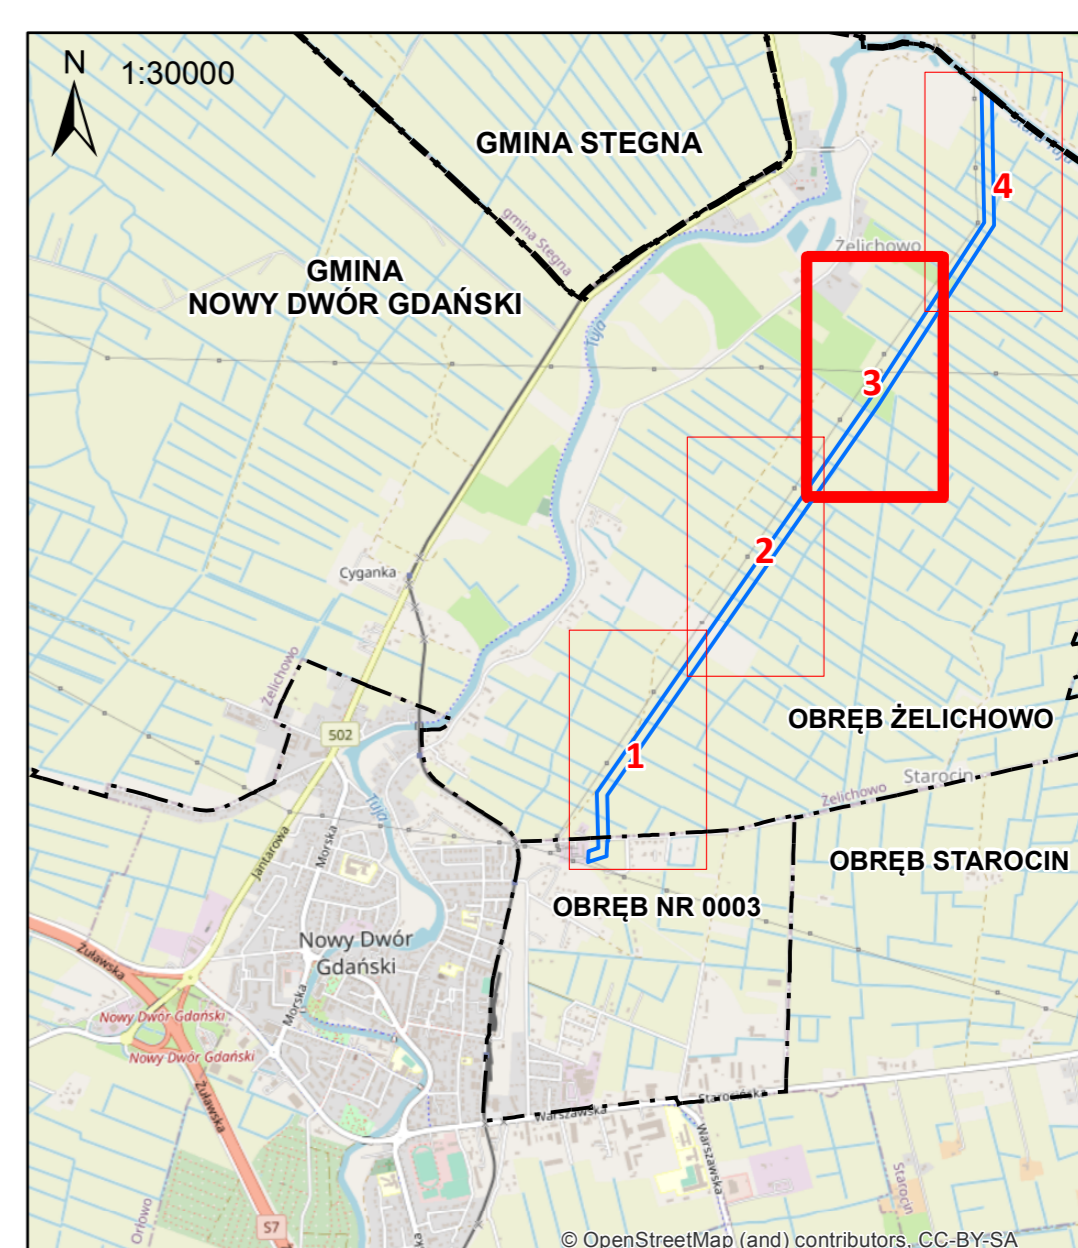 N
1:30000
GMINA STEGNA
gmina Stegna
GMINA
NOWY DWÓR GDAŃSKI
Tuja
Żelichowo
4
3
Tuja
2
Cyganka
Żelichowo
502
1
OBRĘB ŻELICHOWO
Starocin
Żelichowo
Tuja
Morska
Jantarowa
OBRĘB STAROCIN
OBRĘB NR 0003
Nowy Dwór
Gdański
Żuławska
Morska
Nowy Dwór Gdański
Nowy Dwór Gdański
Żuławska
Warszawska
Starocińska
Warszawska
Starocin
Orłowo
S7
© OpenStreetMap (and) contributors, CC-BY-SA